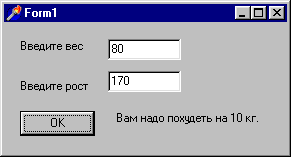 Form1
Введите вес
80
Введите рост
170
OK
Вам надо похудеть на 10 кг.